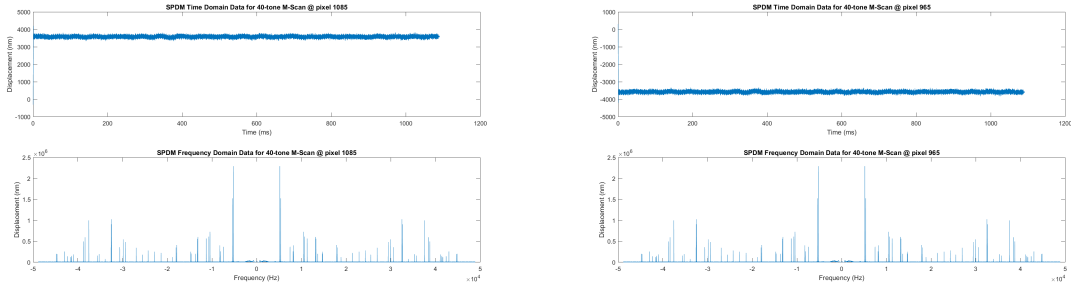 SPDM Time Domain Data for 40-tone M-Scan @ pixel 1085
5000
4000
3000
2000
1000
0
-1000
Displacement (nm)
0 200 400 600 800 1000 1200
Time (ms)
SPDM Frequency Domain Data for 40-tone M-Scan @ pixel 1085
×10⁶
2.5
2
1.5
1
0.5
0
Displacement (nm)
-5 -4 -3 -2 -1 0 1 2 3 4 5
Frequency (Hz)
×10⁴
SPDM Time Domain Data for 40-tone M-Scan @ pixel 965
1000
0
-1000
-2000
-3000
-4000
-5000
Displacement (nm)
0 200 400 600 800 1000 1200
Time (ms)
SPDM Frequency Domain Data for 40-tone M-Scan @ pixel 965
×10⁶
2.5
2
1.5
1
0.5
0
Displacement (nm)
-5 -4 -3 -2 -1 0 1 2 3 4 5
Frequency (Hz)
×10⁴